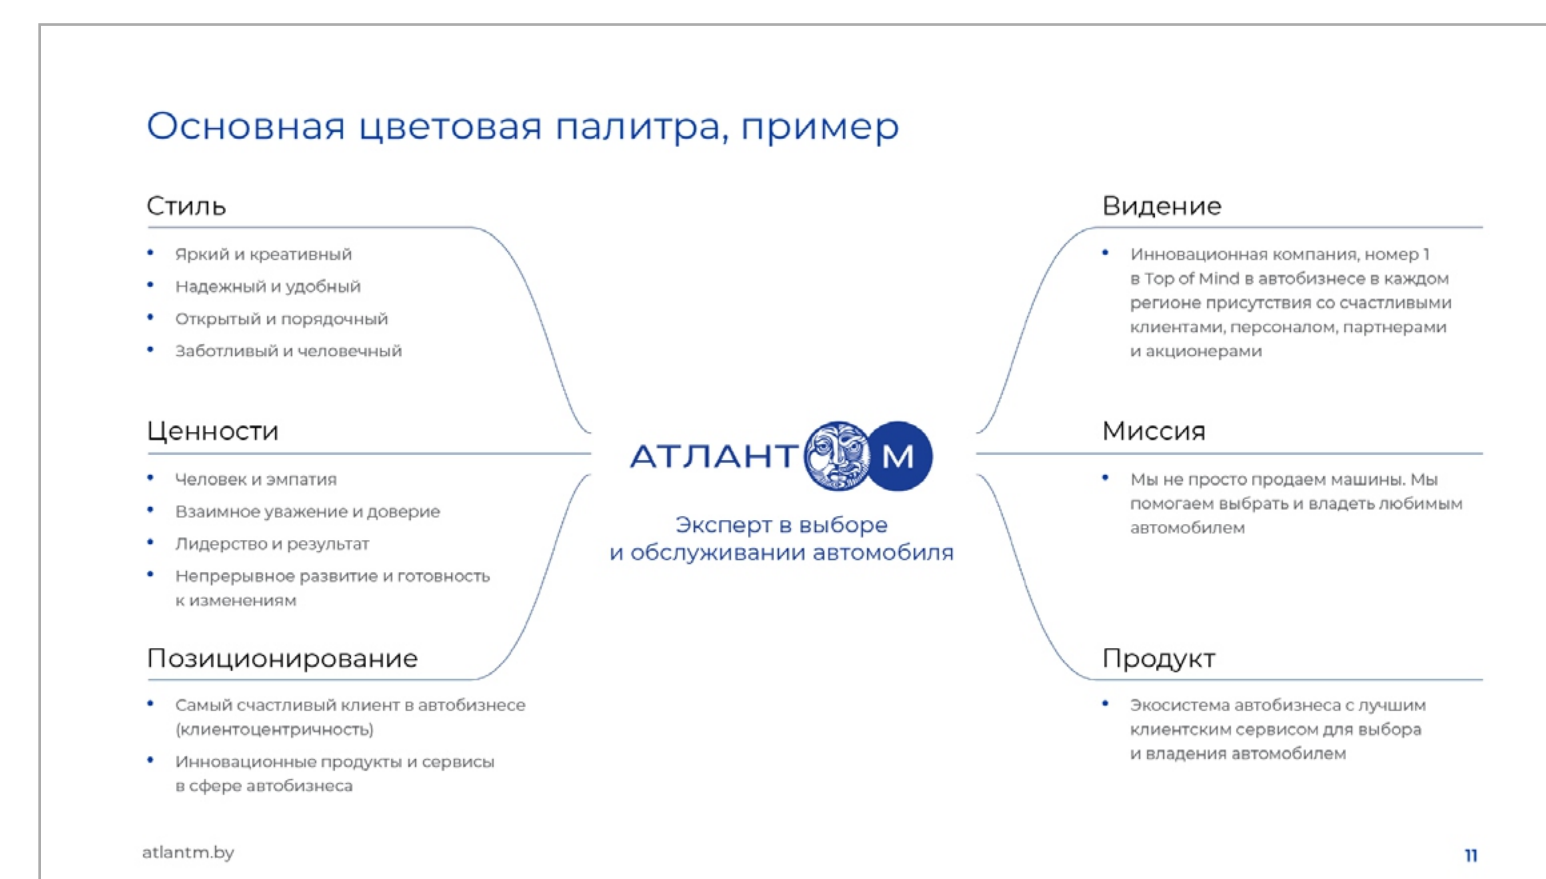 Основная цветовая палитра, пример
Стиль
• Яркий и креативный
• Надежный и удобный
• Открытый и порядочный
• Заботливый и человечный
Ценности
• Человек и эмпатия
• Взаимное уважение и доверие
• Лидерство и результат
• Непрерывное развитие и готовность
к изменениям
Позиционирование
• Самый счастливый клиент в автобизнесе
(клиентоцентричность)
• Инновационные продукты и сервисы
в сфере автобизнеса
АТЛАНТ М
Эксперт в выборе
и обслуживании автомобиля
Видение
• Инновационная компания, номер 1
в Top of Mind в автобизнесе в каждом
регионе присутствия со счастливыми
клиентами, персоналом, партнерами
и акционерами
Миссия
• Мы не просто продаем машины. Мы
помогаем выбрать и владеть любимым
автомобилем
Продукт
• Экосистема автобизнеса с лучшим
клиентским сервисом для выбора
и владения автомобилем
atlantm.by
11